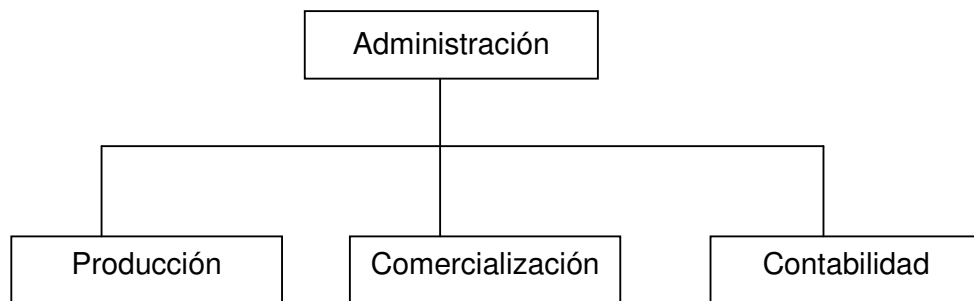 Administración
Producción
Comercialización
Contabilidad